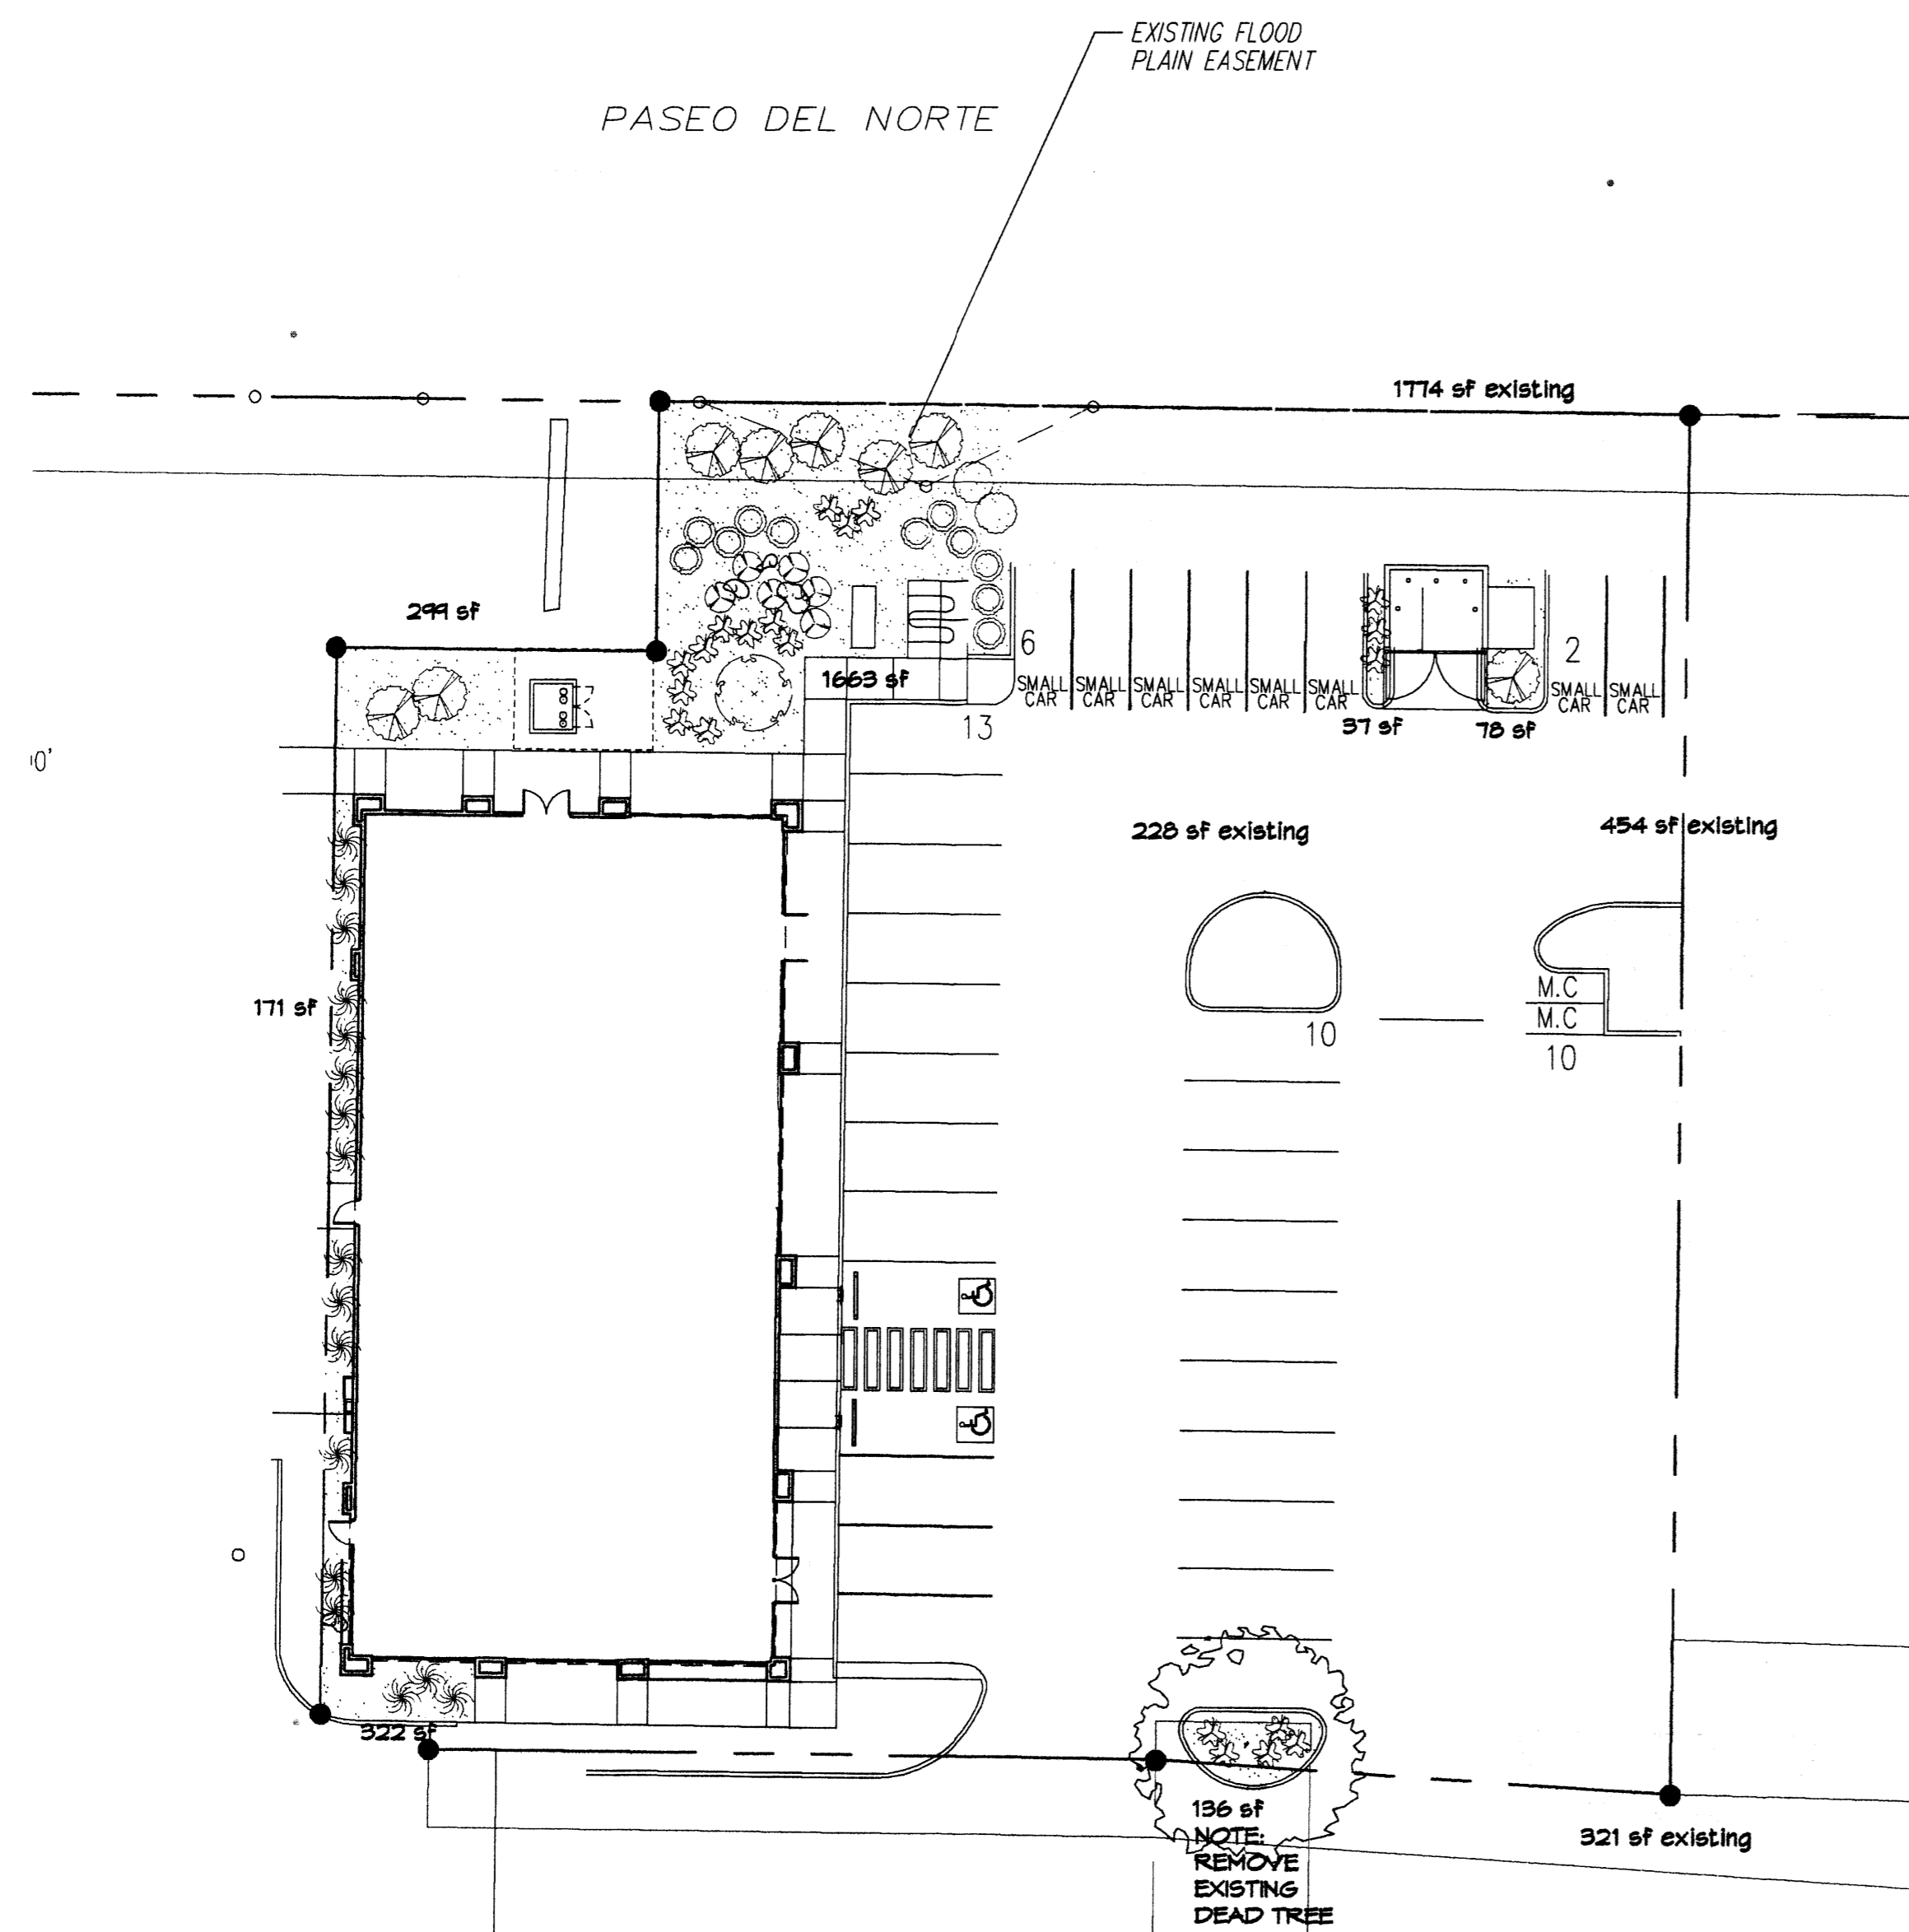 EXISTING FLOOD
PLAIN EASEMENT
PASEO DEL NORTE
1774 sf existing
299 sf
1663 sf
6
SMALL CAR
SMALL CAR
SMALL CAR
SMALL CAR
SMALL CAR
SMALL CAR
2
SMALL CAR
SMALL CAR
13
37 sf
78 sf
0'
228 sf existing
454 sf existing
171 sf
M.C
M.C
10
10
322 sf
136 sf
NOTE:
REMOVE
EXISTING
DEAD TREE
321 sf existing